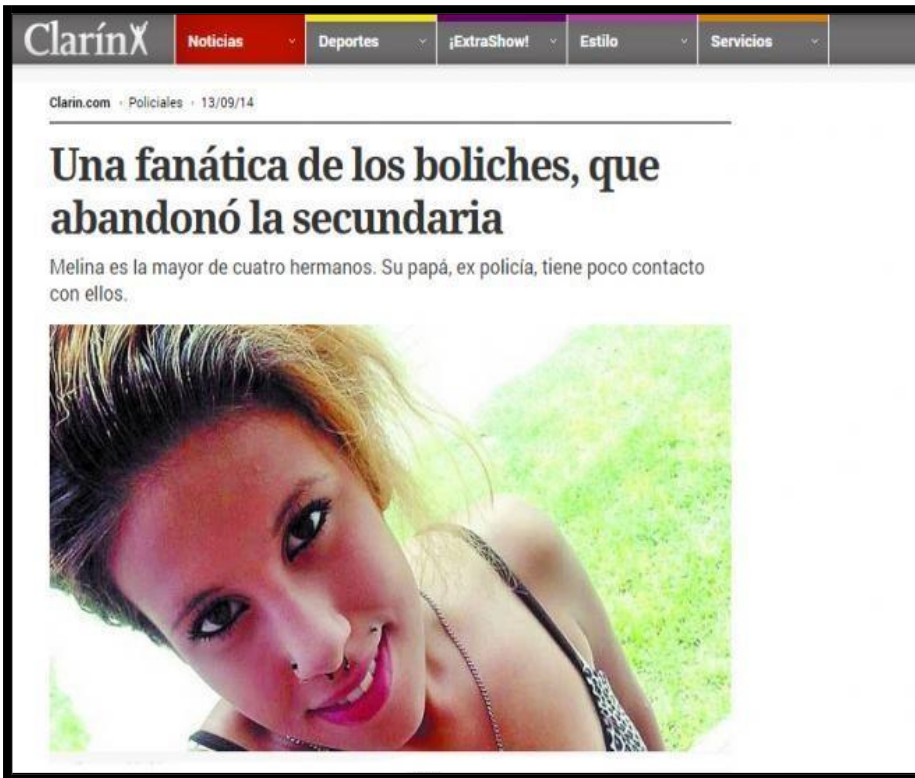 Clarín
Noticias
Deportes
¡ExtraShow!
Estilo
Servicios
Clarin.com · Policiales · 13/09/14
Una fanática de los boliches, que
abandonó la secundaria
Melina es la mayor de cuatro hermanos. Su papá, ex policía, tiene poco contacto
con ellos.